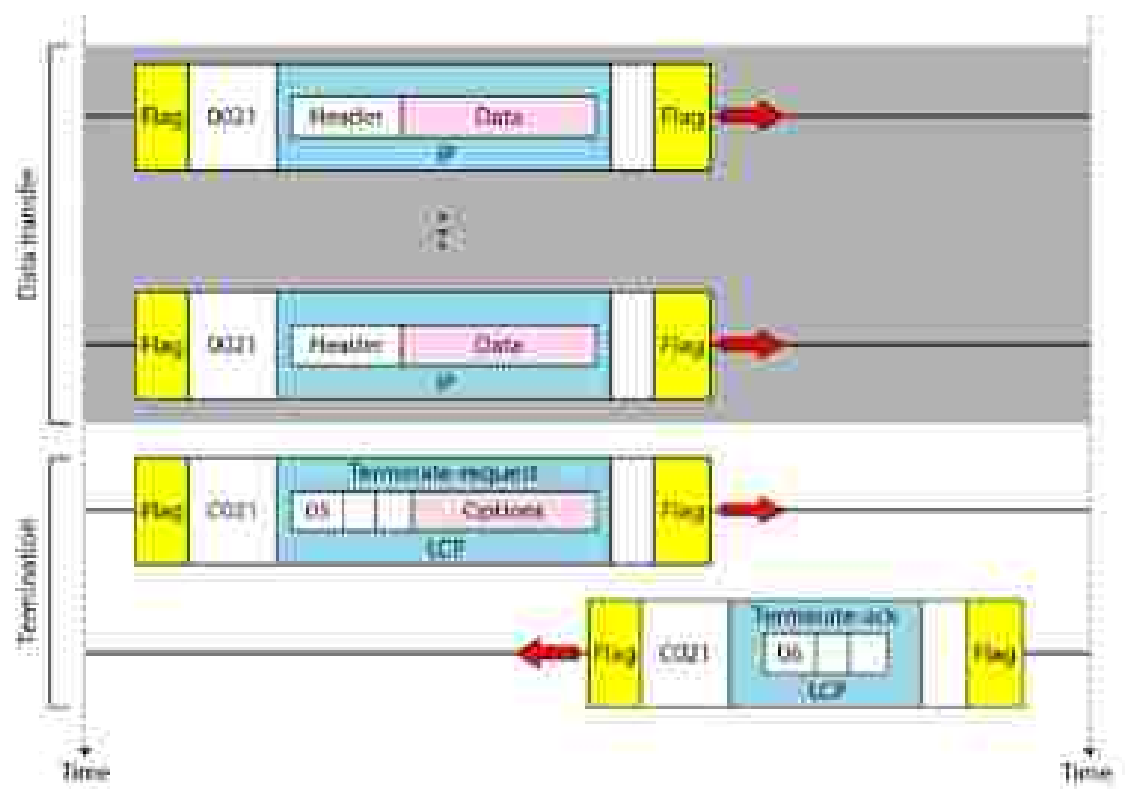 Data transfer
Flag 0021 Header Data Flag
IP
Flag 0021 Header Data Flag
IP
Termination
Terminate-request
Flag C021 05 Options Flag
LCP
Terminate-ack
Flag C021 06 Flag
LCP
Time Time